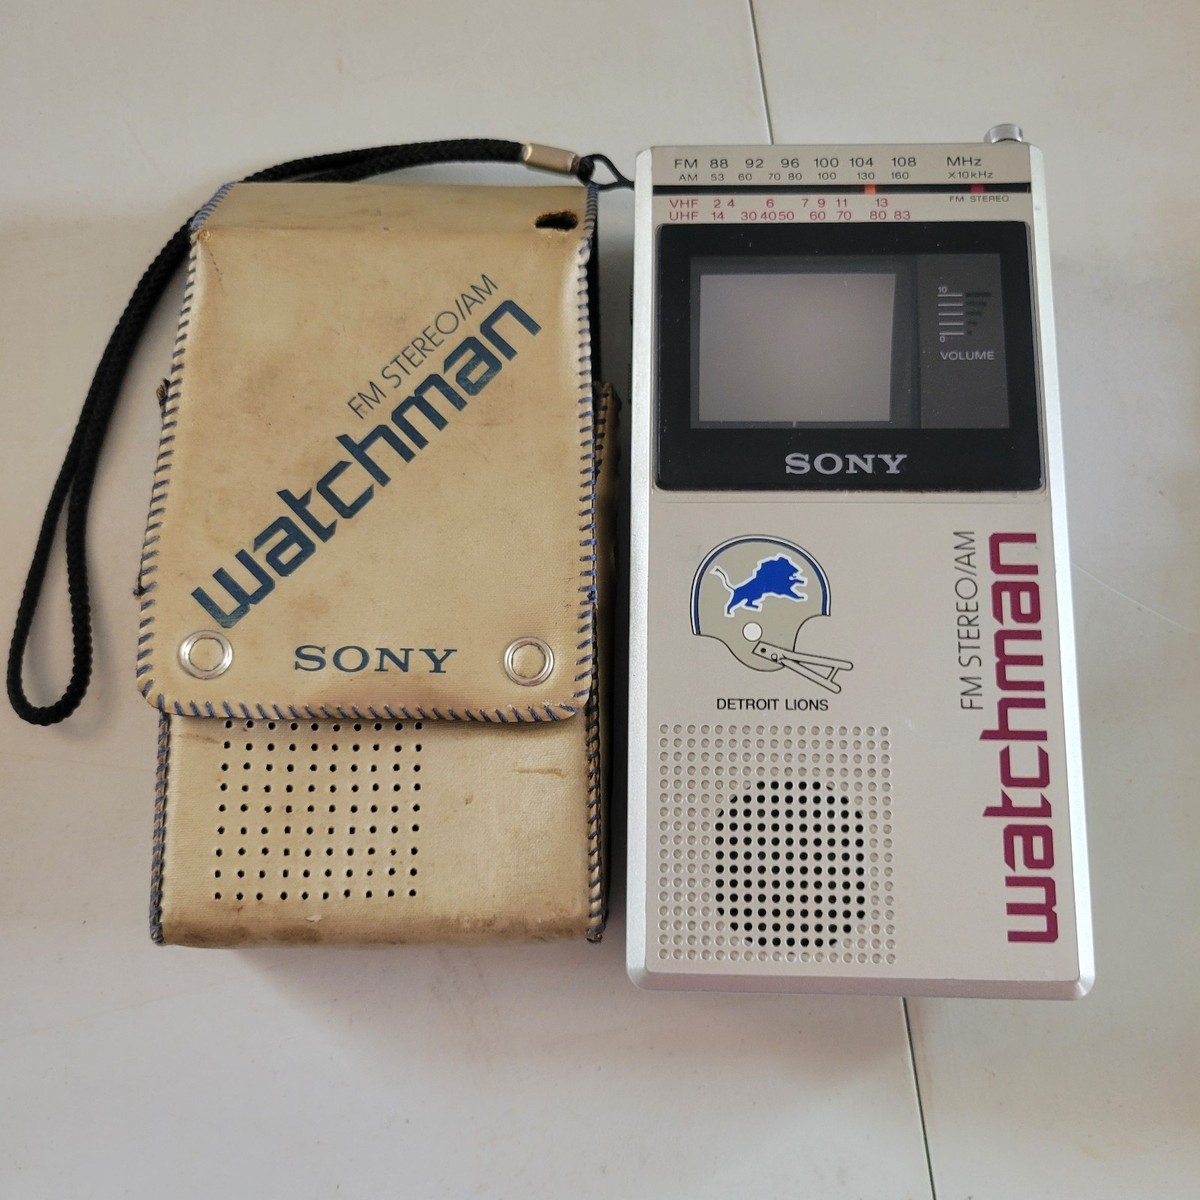 FM STEREO/AM
watchman
SONY
FM 88 92 96 100 104 108 MHz
AM 53 60 70 80 100 130 160 X10kHz
FM STEREO
VHF 2 4 6 7 9 11 13
UHF 14 30 40 50 60 70 80 83
10
0
VOLUME
SONY
DETROIT LIONS
FM STEREO/AM
watchman